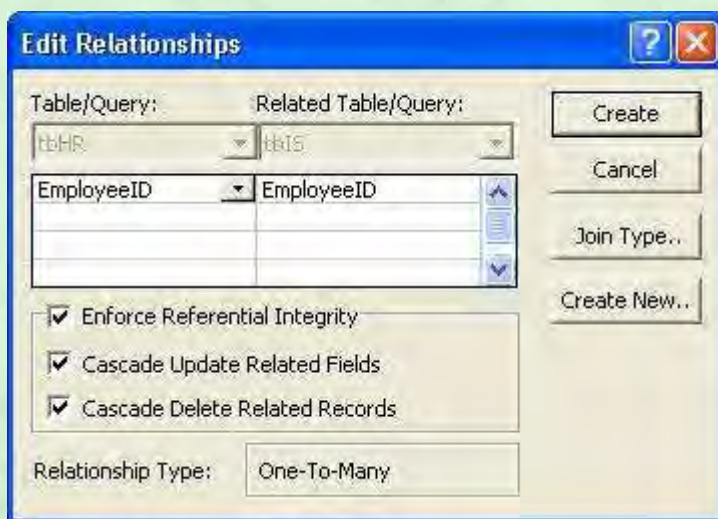 Edit Relationships
Table/Query: Related Table/Query:
tbHR tbIS
EmployeeID EmployeeID
Enforce Referential Integrity
Cascade Update Related Fields
Cascade Delete Related Records
Relationship Type: One-To-Many
Create
Cancel
Join Type..
Create New..